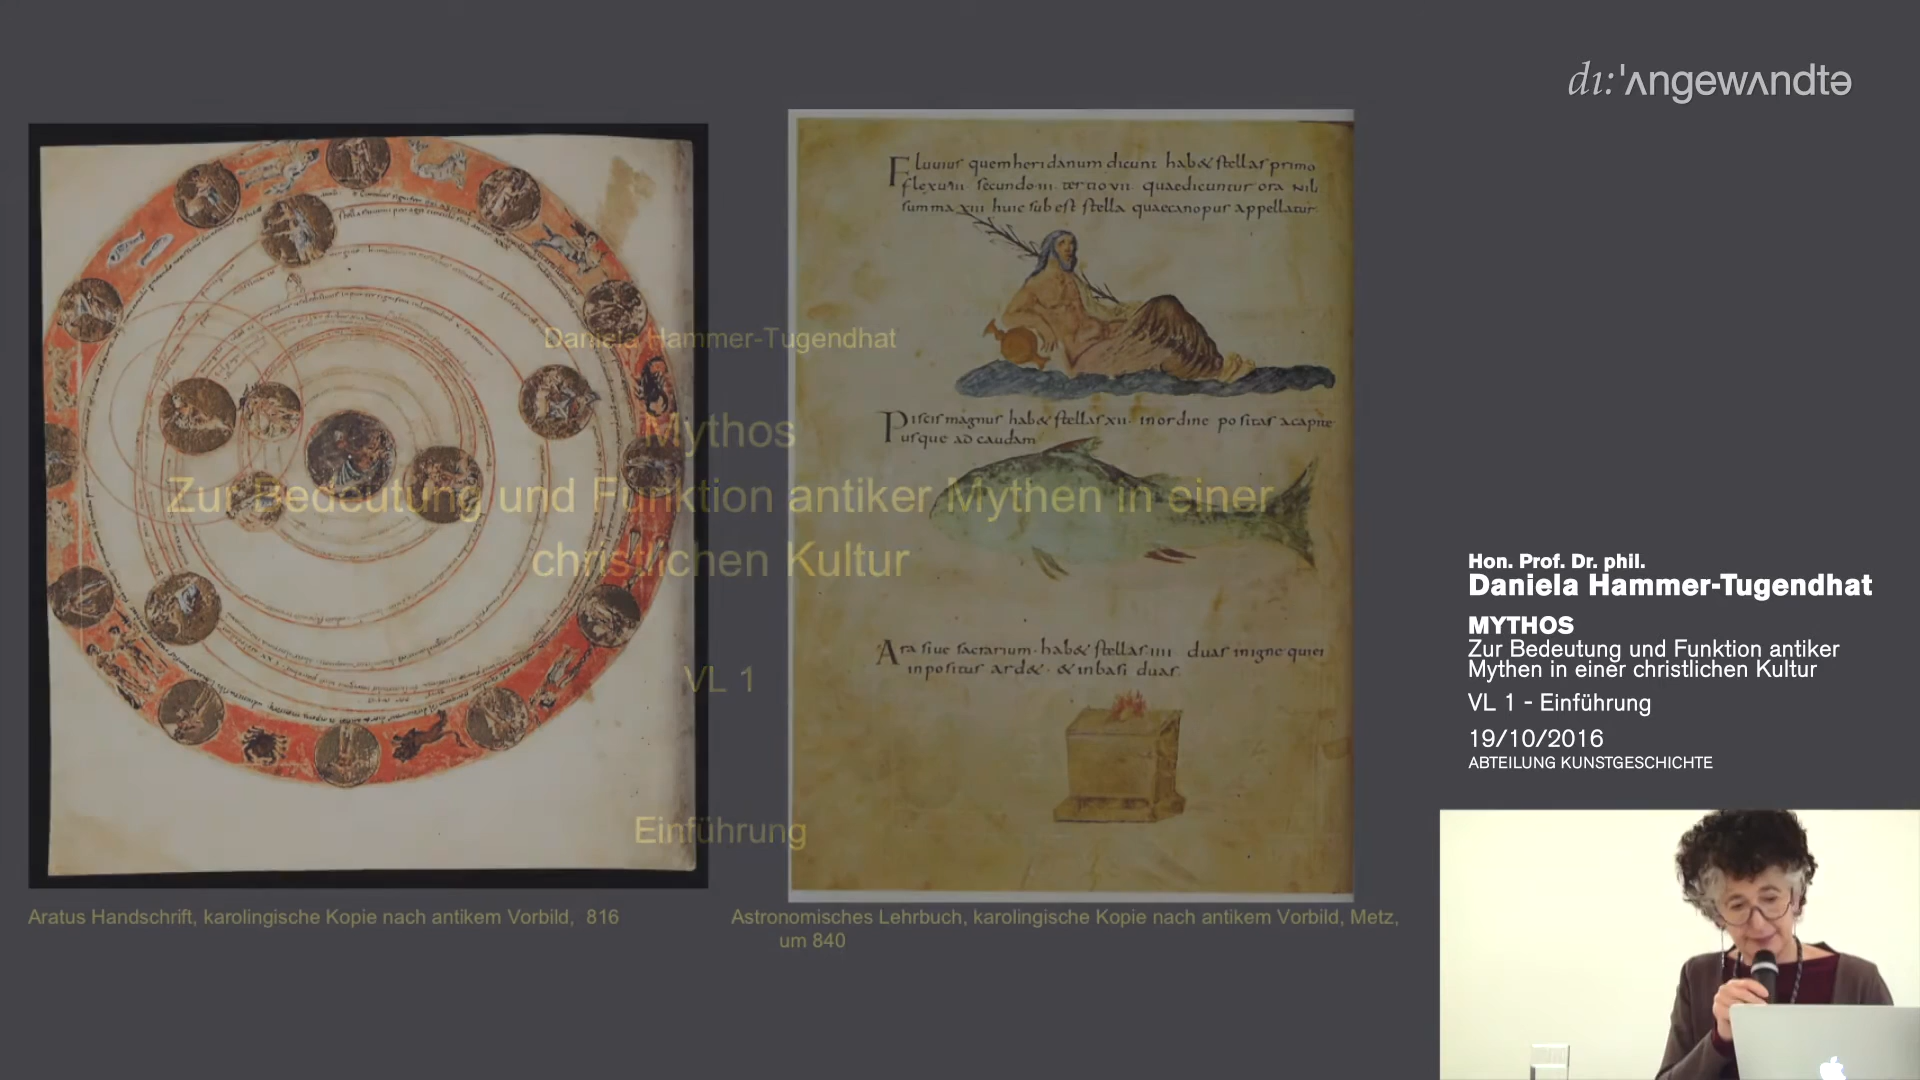 dı:ˈʌngewʌndtə
Fluuius quem heridanum dicunt hab& stellas primo
flexu III. secundo III. tertio VII. quae dicuntur ora Nili
summa XIII huic subest stella quae canopus appellatur
Piscis magnus hab& stellas XII. in ordine positas a capite
usque ad caudam
Ara siue sacrarium. hab& stellas IIII duas in igne qui ei
inpositus ard&. & in basi duas.
Daniela Hammer-Tugendhat
Mythos
Zur Bedeutung und Funktion antiker Mythen in einer
christlichen Kultur
VL 1
Einführung
Aratus Handschrift, karolingische Kopie nach antikem Vorbild, 816
Astronomisches Lehrbuch, karolingische Kopie nach antikem Vorbild, Metz,
um 840
Hon. Prof. Dr. phil.
Daniela Hammer-Tugendhat
MYTHOS
Zur Bedeutung und Funktion antiker
Mythen in einer christlichen Kultur
VL 1 - Einführung
19/10/2016
ABTEILUNG KUNSTGESCHICHTE